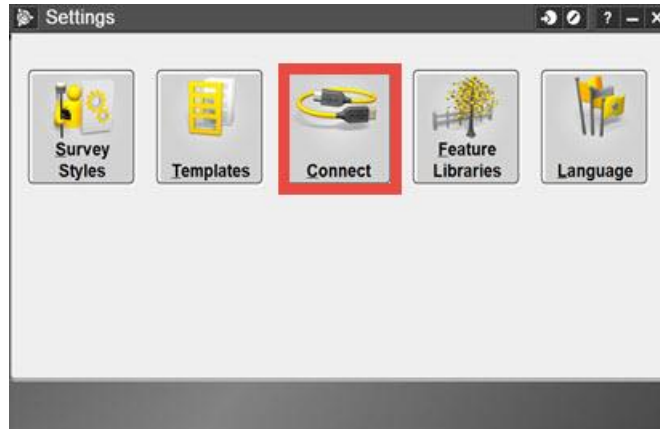 Settings
? – X
Survey
Styles
Templates
Connect
Feature
Libraries
Language